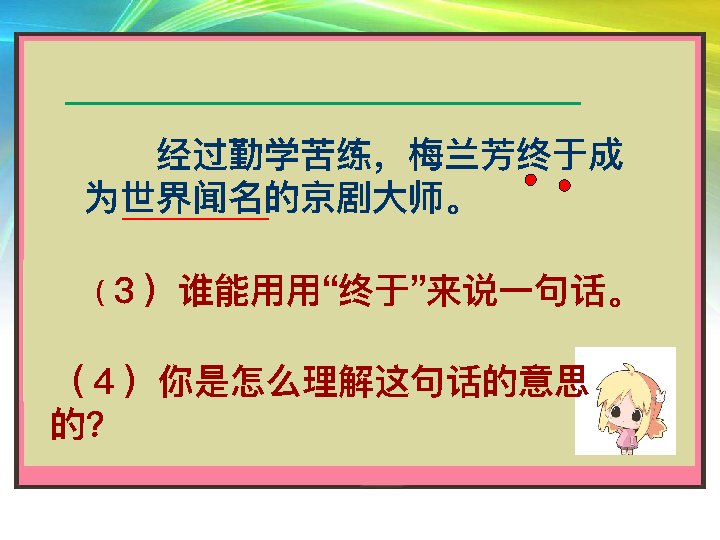 经过勤学苦练，梅兰芳终于成
为世界闻名的京剧大师。
（3）谁能用用“终于”来说一句话。
（4）你是怎么理解这句话的意思
的?